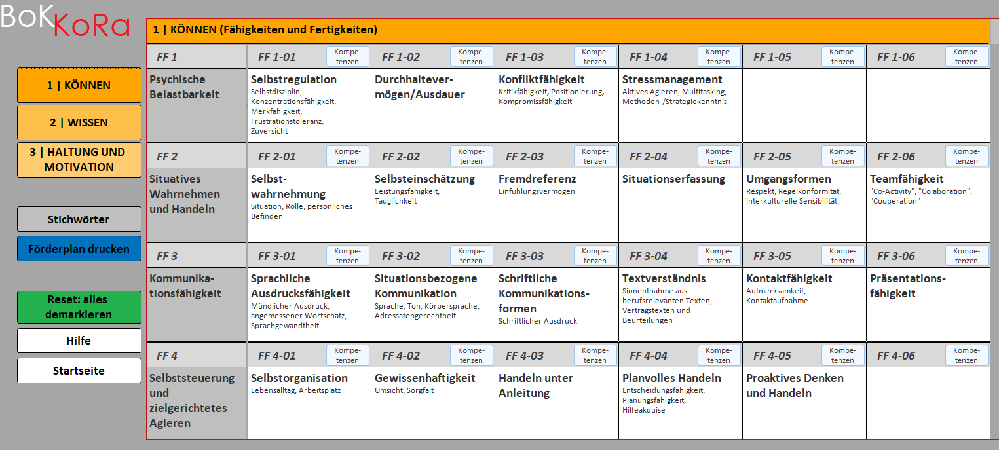 BoK
KoRa
1 | KÖNNEN
2 | WISSEN
3 | HALTUNG UND
MOTIVATION
Stichwörter
Förderplan drucken
Reset: alles
demarkieren
Hilfe
Startseite
1 | KÖNNEN (Fähigkeiten und Fertigkeiten)
FF 1
FF 1-01
Kompe-
tenzen
FF 1-02
Kompe-
tenzen
FF 1-03
Kompe-
tenzen
FF 1-04
Kompe-
tenzen
FF 1-05
Kompe-
tenzen
FF 1-06
Kompe-
tenzen
Psychische
Belastbarkeit
Selbstregulation
Selbstdisziplin,
Konzentrationsfähigkeit,
Merkfähigkeit,
Frustrationstoleranz,
Zuversicht
Durchhaltever-
mögen/Ausdauer
Konfliktfähigkeit
Kritikfähigkeit, Positionierung,
Kompromissfähigkeit
Stressmanagement
Aktives Agieren, Multitasking,
Methoden-/Strategiekenntnis
FF 2
FF 2-01
Kompe-
tenzen
FF 2-02
Kompe-
tenzen
FF 2-03
Kompe-
tenzen
FF 2-04
Kompe-
tenzen
FF 2-05
Kompe-
tenzen
FF 2-06
Kompe-
tenzen
Situatives
Wahrnehmen
und Handeln
Selbst-
wahrnehmung
Situation, Rolle, persönliches
Befinden
Selbsteinschätzung
Leistungsfähigkeit,
Tauglichkeit
Fremdreferenz
Einfühlungsvermögen
Situationserfassung
Umgangsformen
Respekt, Regelkonformität,
interkulturelle Sensibilität
Teamfähigkeit
"Co-Activity", "Colaboration",
"Cooperation"
FF 3
FF 3-01
Kompe-
tenzen
FF 3-02
Kompe-
tenzen
FF 3-03
Kompe-
tenzen
FF 3-04
Kompe-
tenzen
FF 3-05
Kompe-
tenzen
FF 3-06
Kompe-
tenzen
Kommunika-
tionsfähigkeit
Sprachliche
Ausdrucksfähigkeit
Mündlicher Ausdruck,
angemessener Wortschatz,
Sprachgewandtheit
Situationsbezogene
Kommunikation
Sprache, Ton, Körpersprache,
Adressatengerechtheit
Schriftliche
Kommunikations-
formen
Schriftlicher Ausdruck
Textverständnis
Sinnentnahme aus
berufsrelevanten Texten,
Vertragstexten und
Beurteilungen
Kontaktfähigkeit
Aufmerksamkeit,
Kontaktaufnahme
Präsentations-
fähigkeit
FF 4
FF 4-01
Kompe-
tenzen
FF 4-02
Kompe-
tenzen
FF 4-03
Kompe-
tenzen
FF 4-04
Kompe-
tenzen
FF 4-05
Kompe-
tenzen
FF 4-06
Kompe-
tenzen
Selbststeuerung
und
zielgerichtetes
Agieren
Selbstorganisation
Lebensalltag, Arbeitsplatz
Gewissenhaftigkeit
Umsicht, Sorgfalt
Handeln unter
Anleitung
Planvolles Handeln
Entscheidungsfähigkeit,
Planungsfähigkeit,
Hilfeakquise
Proaktives Denken
und Handeln